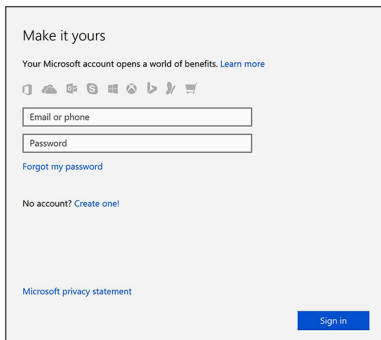 Make it yours
Your Microsoft account opens a world of benefits. Learn more
Email or phone
Password
Forgot my password
No account? Create one!
Microsoft privacy statement
Sign in